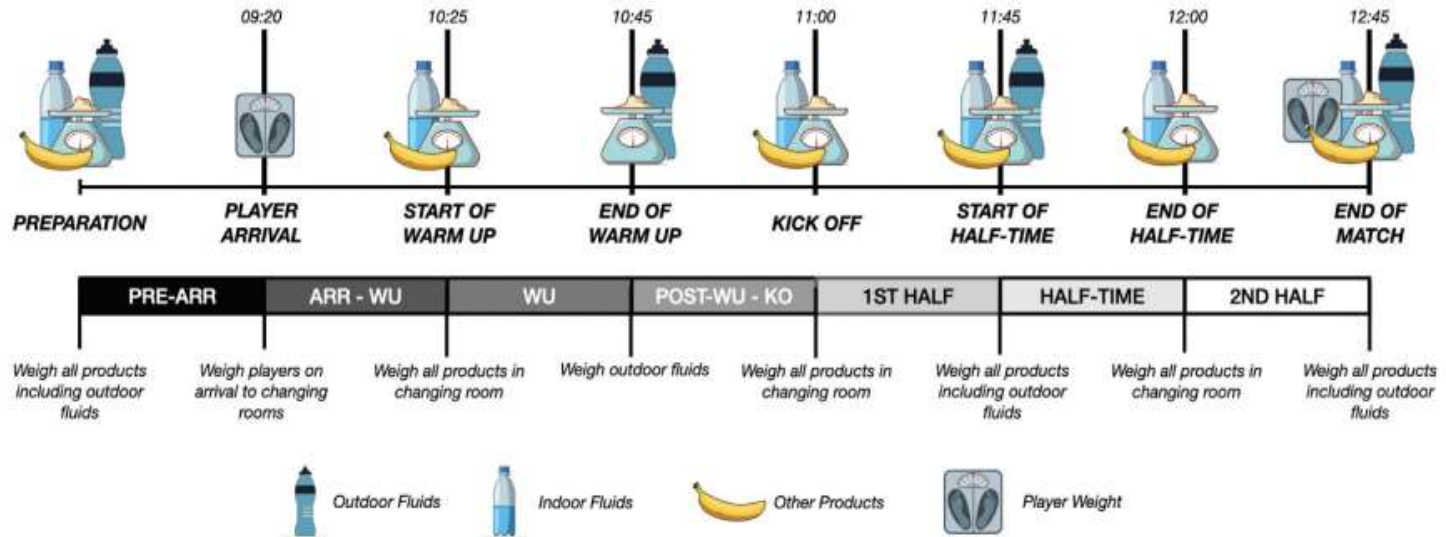 09:20 10:25 10:45 11:00 11:45 12:00 12:45
PREPARATION
PLAYER
ARRIVAL
START OF
WARM UP
END OF
WARM UP
KICK OFF
START OF
HALF-TIME
END OF
HALF-TIME
END OF
MATCH
PRE-ARR ARR - WU WU POST-WU - KO 1ST HALF HALF-TIME 2ND HALF
Weigh all products
including outdoor
fluids
Weigh players on
arrival to changing
rooms
Weigh all products in
changing room
Weigh outdoor fluids
Weigh all products in
changing room
Weigh all products
including outdoor
fluids
Weigh all products in
changing room
Weigh all products
including outdoor
fluids
Outdoor Fluids
Indoor Fluids
Other Products
Player Weight